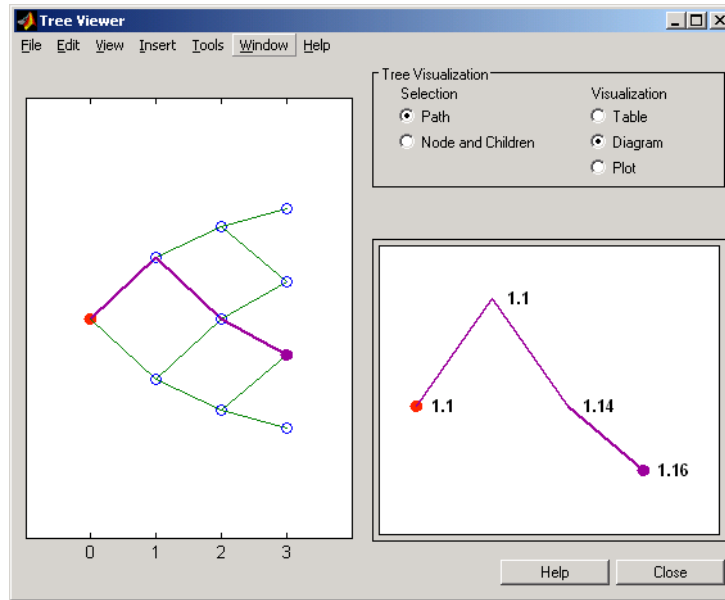 Tree Viewer
File Edit View Insert Tools Window Help
Tree Visualization
Selection
Path
Node and Children
Visualization
Table
Diagram
Plot
0 1 2 3
1.1
1.1
1.14
1.16
Help
Close